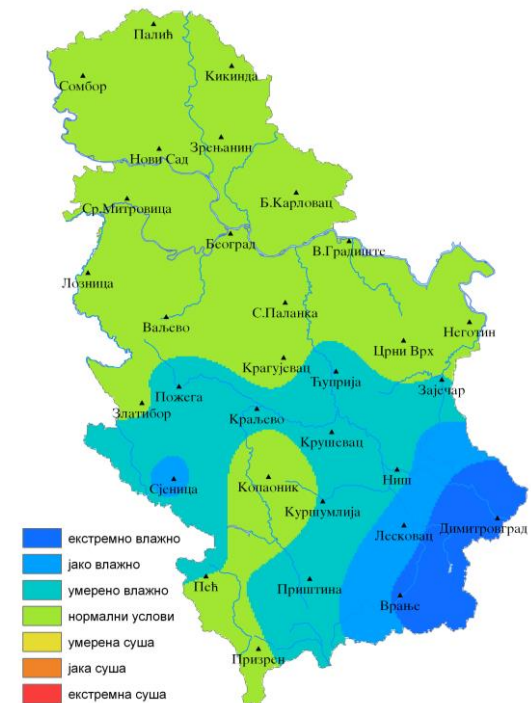 Палић
Кикинда
Сомбор
Зрењанин
Нови Сад
Б.Карловац
Ср.Митровица
Београд
В.Градиште
Лозница
С.Паланка
Ваљево
Неготин
Црни Врх
Крагујевац
Ћуприја
Зајечар
Пожега
Златибор
Краљево
Крушевац
Ниш
Сјеница
Копаоник
Куршумлија
Димитровград
Лесковац
Пећ
Приштина
Врање
Призрен
екстремно влажно
јако влажно
умерено влажно
нормални услови
умерена суша
јака суша
екстремна суша